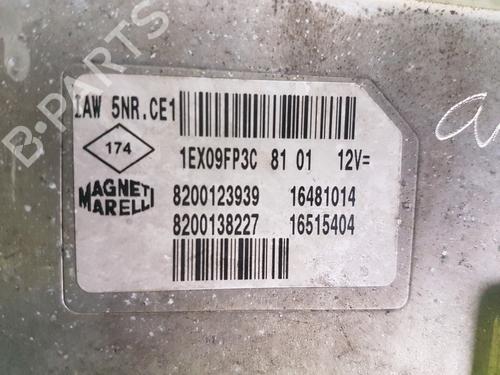 IAW 5NR.CE1
174
1EX09FP3C 81 01 12V=
MAGNETI
MARELLI
8200123939 16481014
8200138227 16515404
B-PARTS